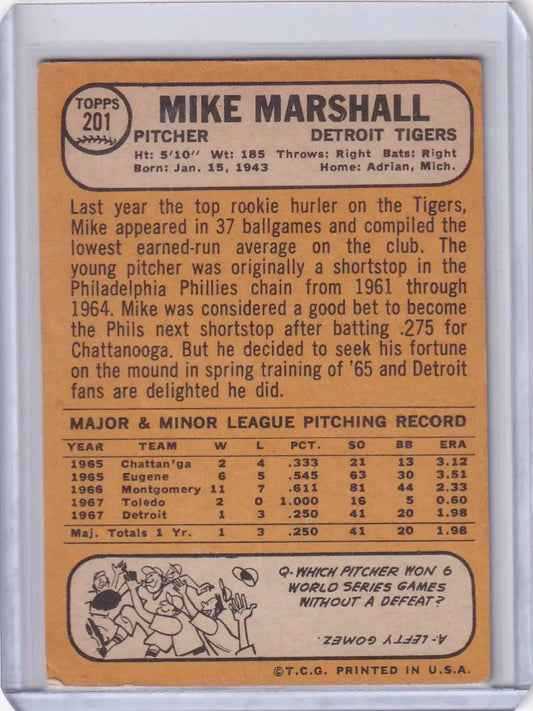 TOPPS
201
MIKE MARSHALL
PITCHER DETROIT TIGERS
Ht: 5'10" Wt: 185 Throws: Right Bats: Right
Born: Jan. 15, 1943 Home: Adrian, Mich.
Last year the top rookie hurler on the Tigers,
Mike appeared in 37 ballgames and compiled the
lowest earned-run average on the club. The
young pitcher was originally a shortstop in the
Philadelphia Phillies chain from 1961 through
1964. Mike was considered a good bet to become
the Phils next shortstop after batting .275 for
Chattanooga. But he decided to seek his fortune
on the mound in spring training of '65 and Detroit
fans are delighted he did.
MAJOR & MINOR LEAGUE PITCHING RECORD
YEAR TEAM W L PCT. SO BB ERA
1965 Chattan'ga 2 4 .333 21 13 3.12
1965 Eugene 6 5 .545 63 30 3.51
1966 Montgomery 11 7 .611 81 44 2.33
1967 Toledo 2 0 1.000 16 5 0.60
1967 Detroit 1 3 .250 41 20 1.98
Maj. Totals 1 Yr. 1 3 .250 41 20 1.98
Q-WHICH PITCHER WON 6
WORLD SERIES GAMES
WITHOUT A DEFEAT?
A- LEFTY GOMEZ.
©T.C.G. PRINTED IN U.S.A.